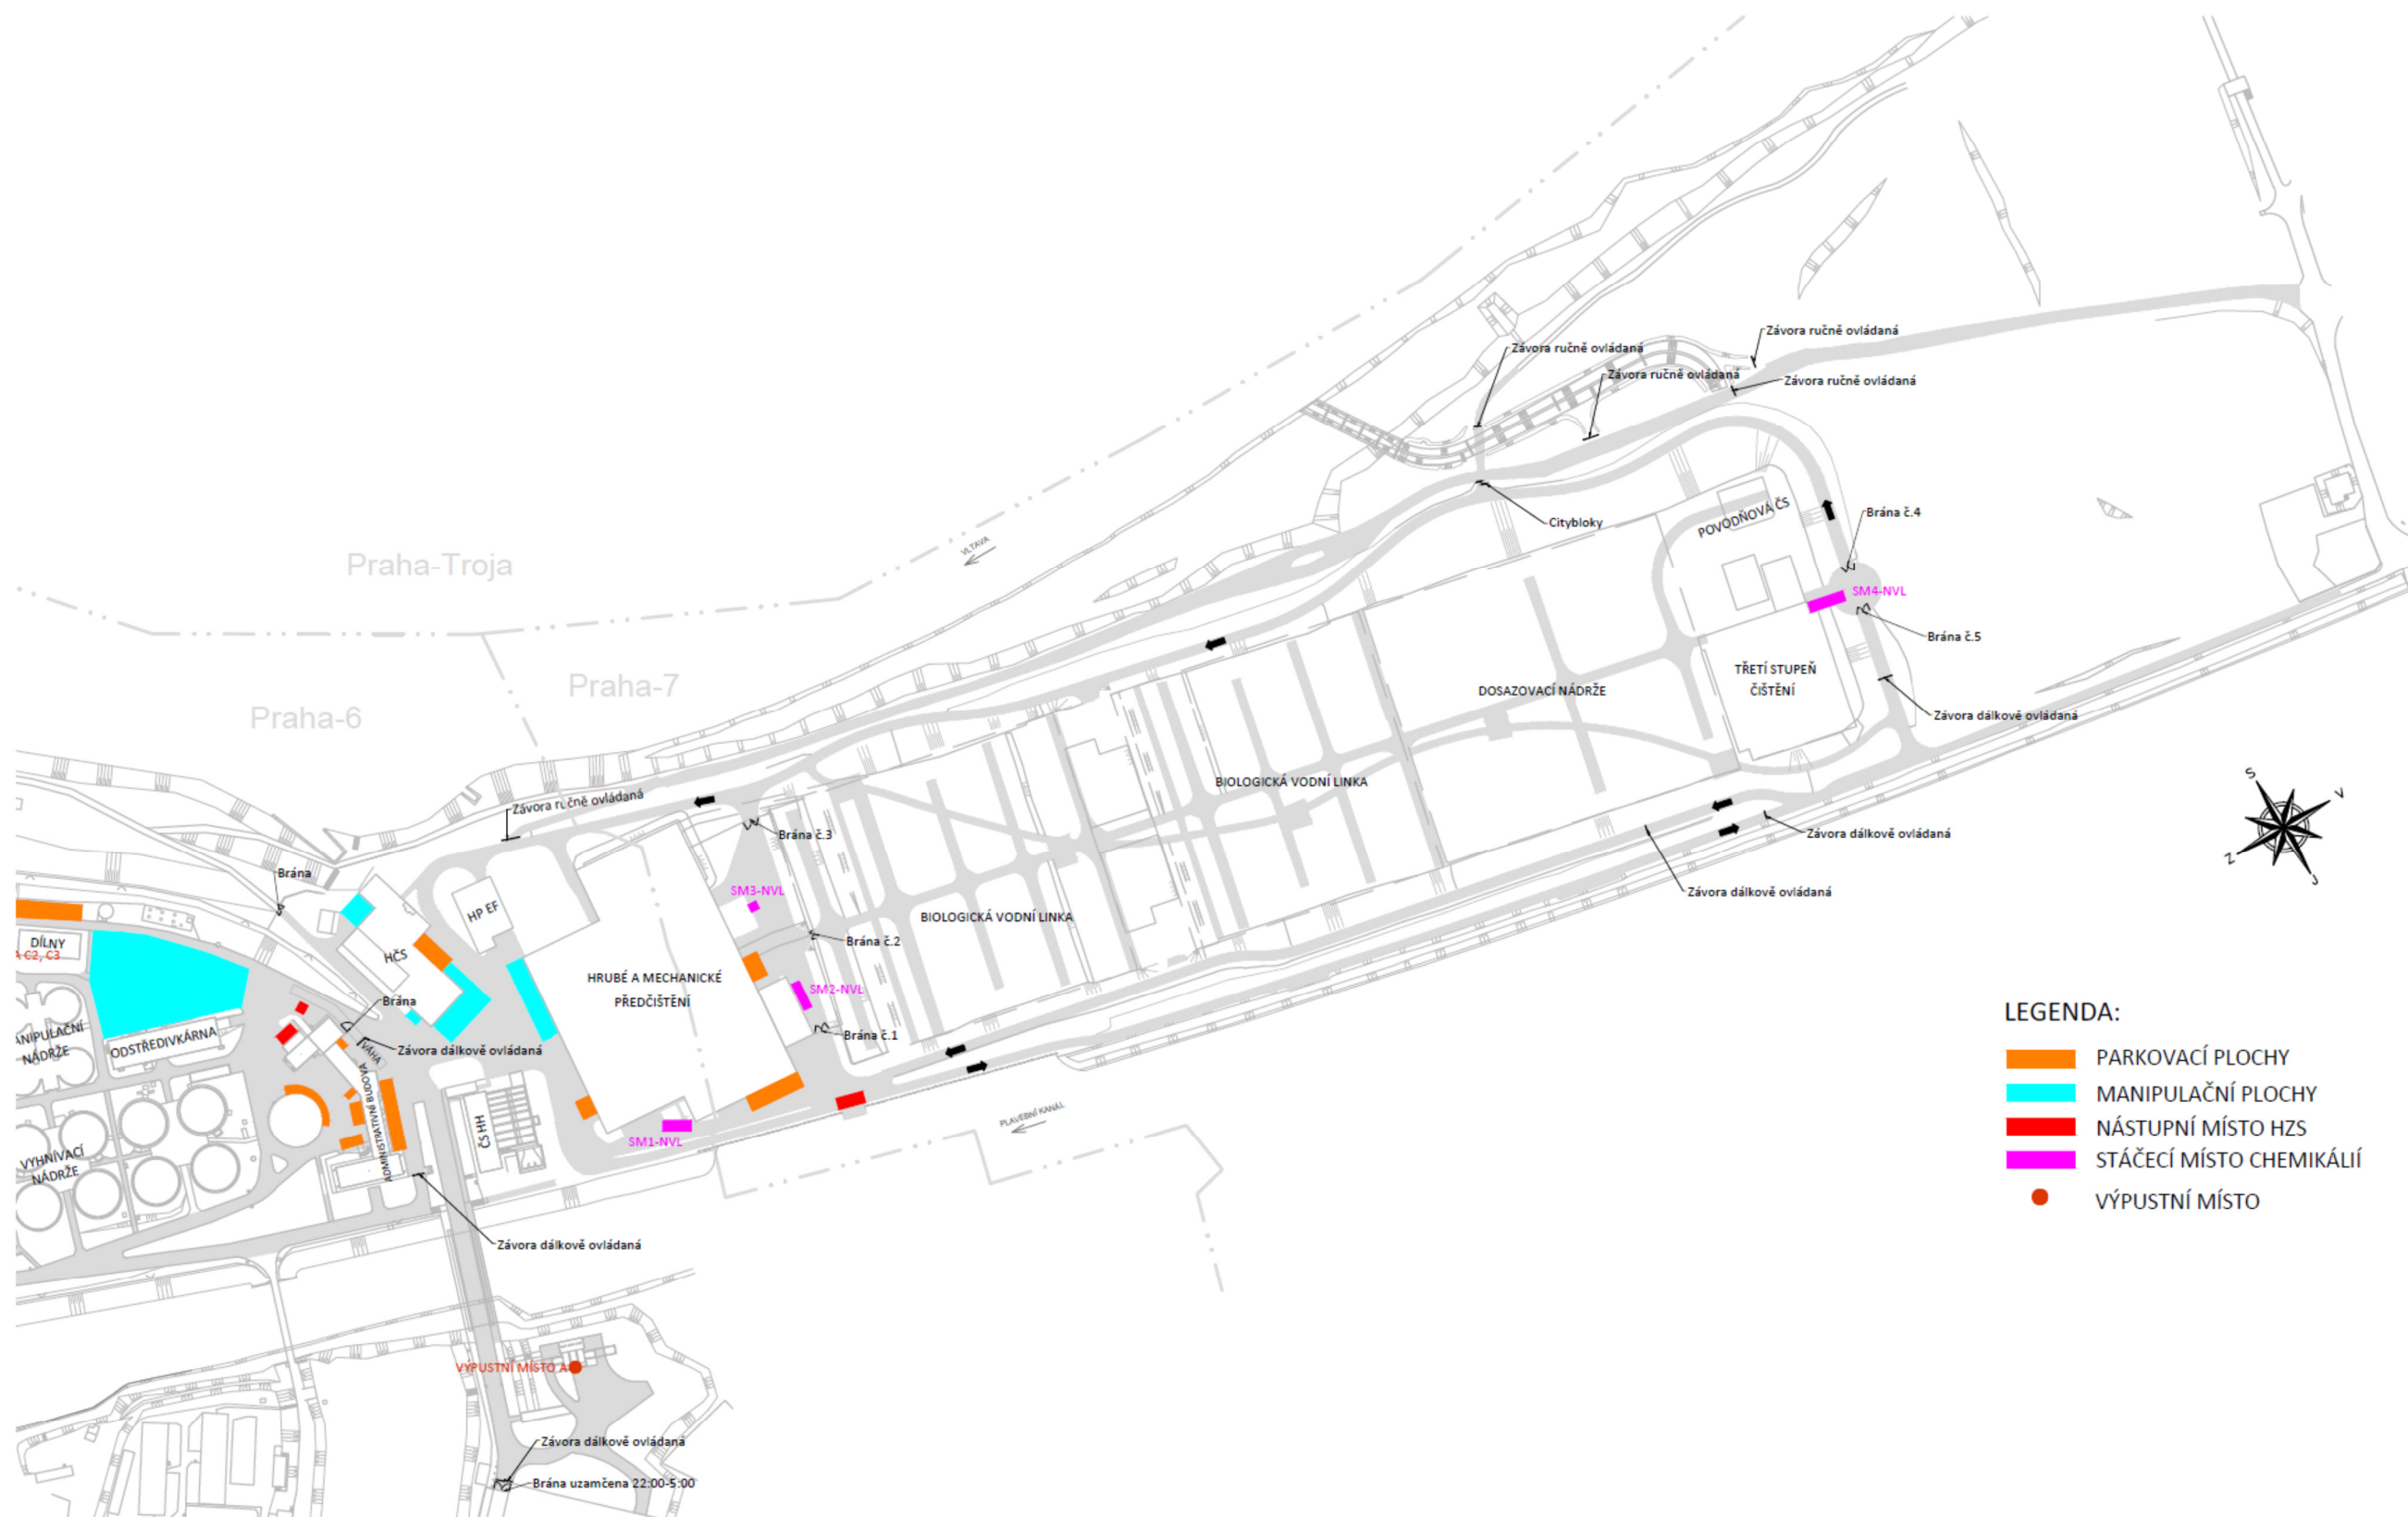 Závora ručně ovládaná
Závora ručně ovládaná
Závora ručně ovládaná
Závora ručně ovládaná
Citybloky
POVODŇOVÁ ČS
Brána č.4
VLTAVA
Praha-Troja
SM4-NVL
Brána č.5
Praha-7
Praha-6
TŘETÍ STUPEŇ
ČIŠTĚNÍ
DOSAZOVACÍ NÁDRŽE
Závora dálkově ovládaná
BIOLOGICKÁ VODNÍ LINKA
S
V
Z
J
Závora ručně ovládaná
Brána č.3
Závora dálkově ovládaná
Brána
SM3-NVL
Závora dálkově ovládaná
HP EF
BIOLOGICKÁ VODNÍ LINKA
DÍLNY
A C2, C3
HČS
Brána č.2
HRUBÉ A MECHANICKÉ
PŘEDČIŠTĚNÍ
SM2-NVL
Brána
Brána č.1
ANIPULAČNÍ
NÁDRŽE
ODSTŘEDIVKÁRNA
VÁHA
Závora dálkově ovládaná
ADMINISTRATIVNÍ BUDOVA
ČS HH
PLAVEBNÍ KANÁL
SM1-NVL
VYHNÍVACÍ
NÁDRŽE
Závora dálkově ovládaná
VÝPUSTNÍ MÍSTO A
Závora dálkově ovládaná
Brána uzamčena 22:00-5:00
LEGENDA:
PARKOVACÍ PLOCHY
MANIPULAČNÍ PLOCHY
NÁSTUPNÍ MÍSTO HZS
STÁČECÍ MÍSTO CHEMIKÁLIÍ
VÝPUSTNÍ MÍSTO